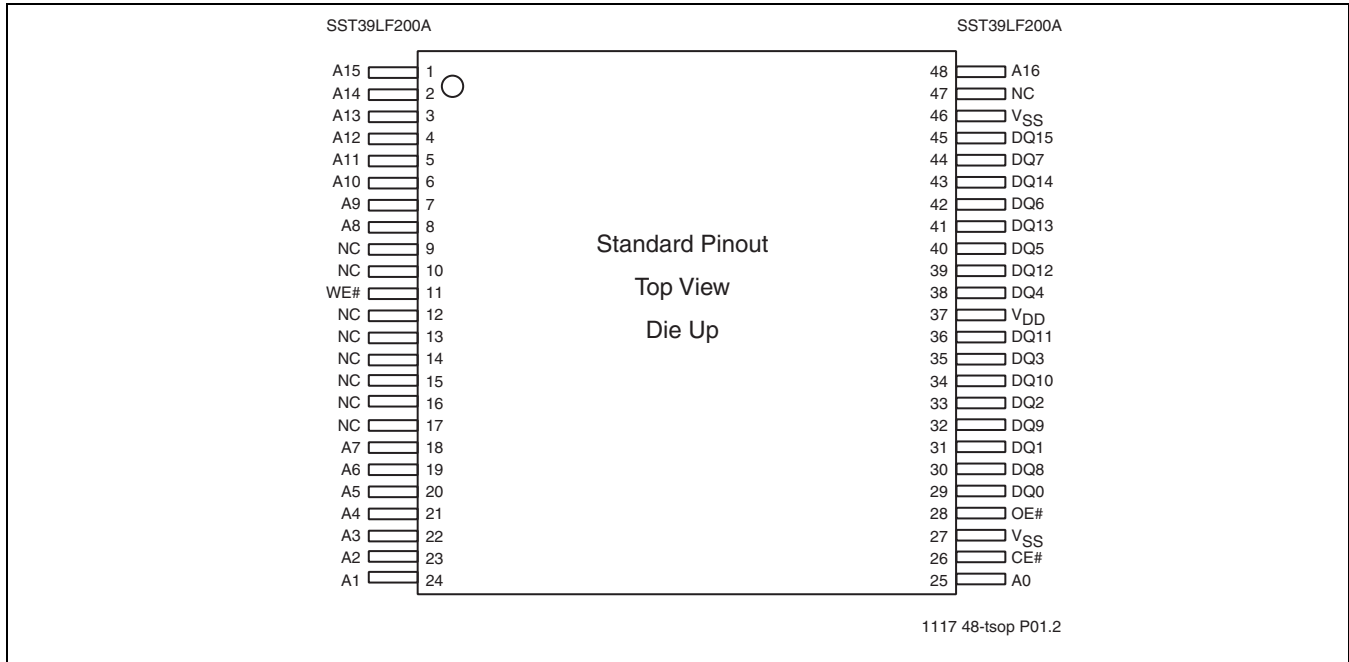 SST39LF200A SST39LF200A
A15 1 48 A16
A14 2 47 NC
A13 3 46 VSS
A12 4 45 DQ15
A11 5 44 DQ7
A10 6 43 DQ14
A9 7 42 DQ6
A8 8 41 DQ13
NC 9 40 DQ5
NC 10 39 DQ12
WE# 11 38 DQ4
NC 12 37 VDD
NC 13 36 DQ11
NC 14 35 DQ3
NC 15 34 DQ10
NC 16 33 DQ2
NC 17 32 DQ9
A7 18 31 DQ1
A6 19 30 DQ8
A5 20 29 DQ0
A4 21 28 OE#
A3 22 27 VSS
A2 23 26 CE#
A1 24 25 A0
Standard Pinout
Top View
Die Up
1117 48-tsop P01.2